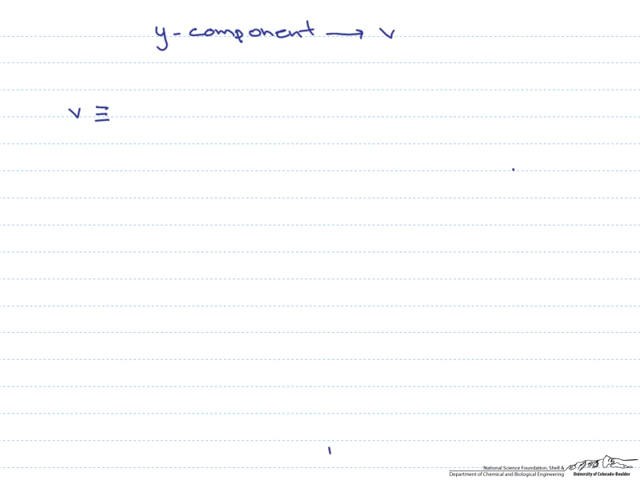 y-component → v
v ≡
National Science Foundation, Shell &
Department of Chemical and Biological Engineering
University of Colorado-Boulder